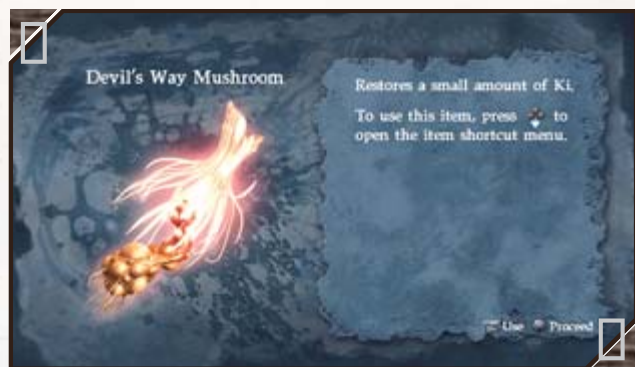 Devil's Way Mushroom
Restores a small amount of Ki.
To use this item, press to
open the item shortcut menu.
Use Proceed